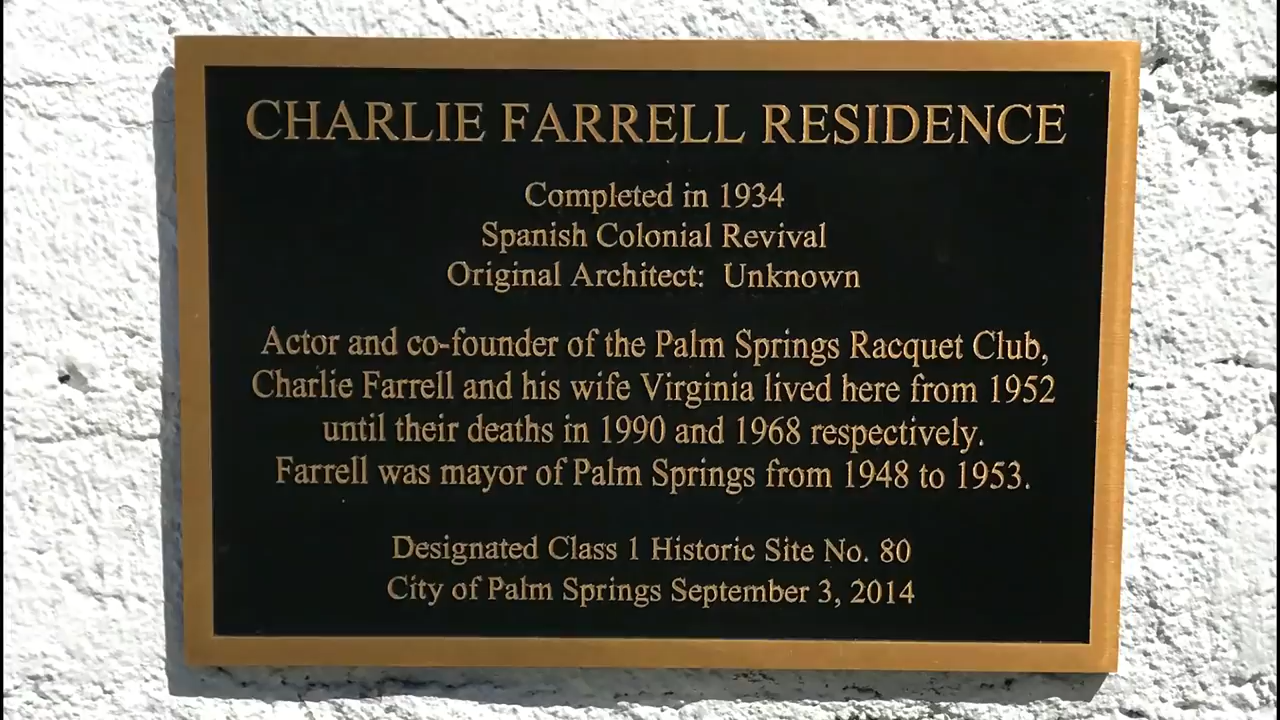 CHARLIE FARRELL RESIDENCE
Completed in 1934
Spanish Colonial Revival
Original Architect: Unknown
Actor and co-founder of the Palm Springs Racquet Club,
Charlie Farrell and his wife Virginia lived here from 1952
until their deaths in 1990 and 1968 respectively.
Farrell was mayor of Palm Springs from 1948 to 1953.
Designated Class 1 Historic Site No. 80
City of Palm Springs September 3, 2014